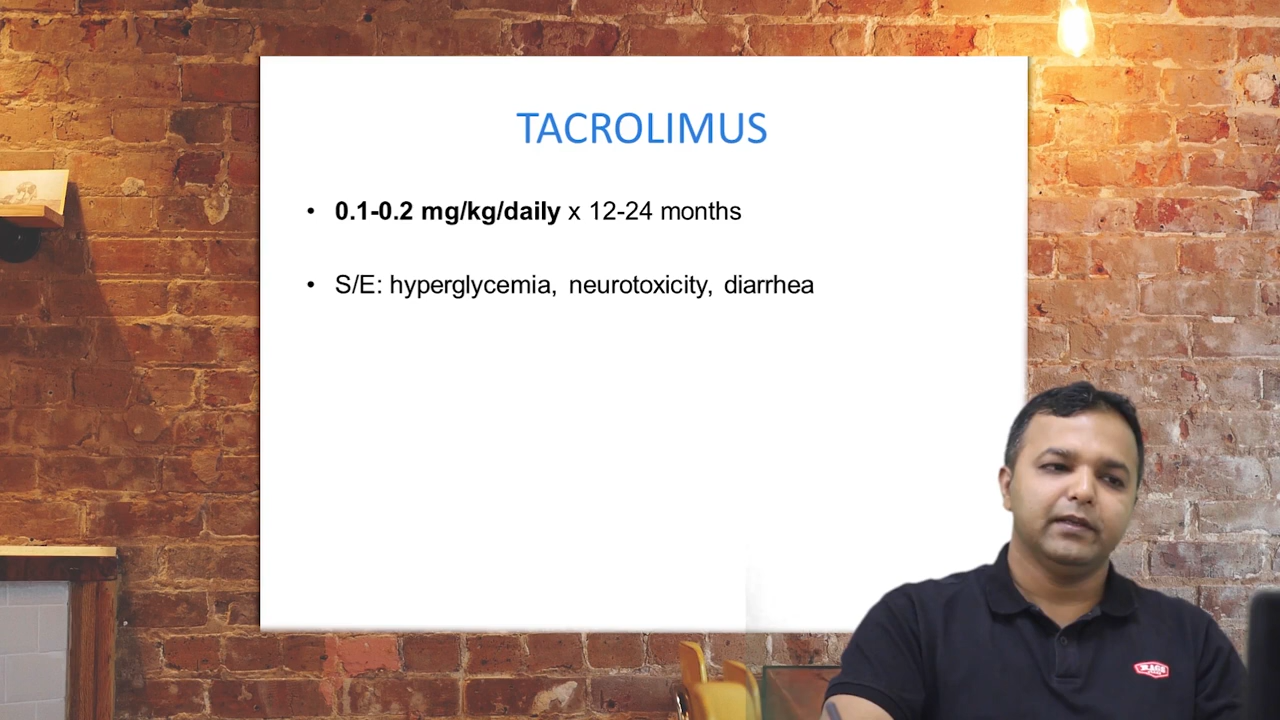 TACROLIMUS
• 0.1-0.2 mg/kg/daily x 12-24 months
• S/E: hyperglycemia, neurotoxicity, diarrhea